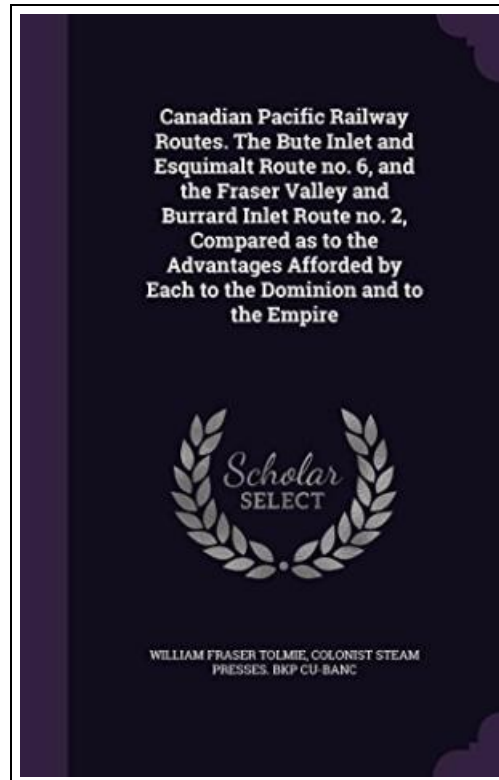 Canadian Pacific Railway
Routes. The Bute Inlet and
Esquimalt Route no. 6, and
the Fraser Valley and
Burrard Inlet Route no. 2,
Compared as to the
Advantages Afforded by
Each to the Dominion and to
the Empire
Scholar
SELECT
WILLIAM FRASER TOLMIE, COLONIST STEAM
PRESSES. BKP CU-BANC